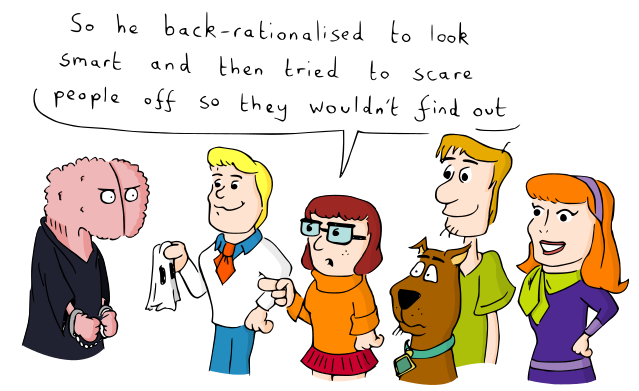 So he back-rationalised to look
smart and then tried to scare
people off so they wouldn't find out